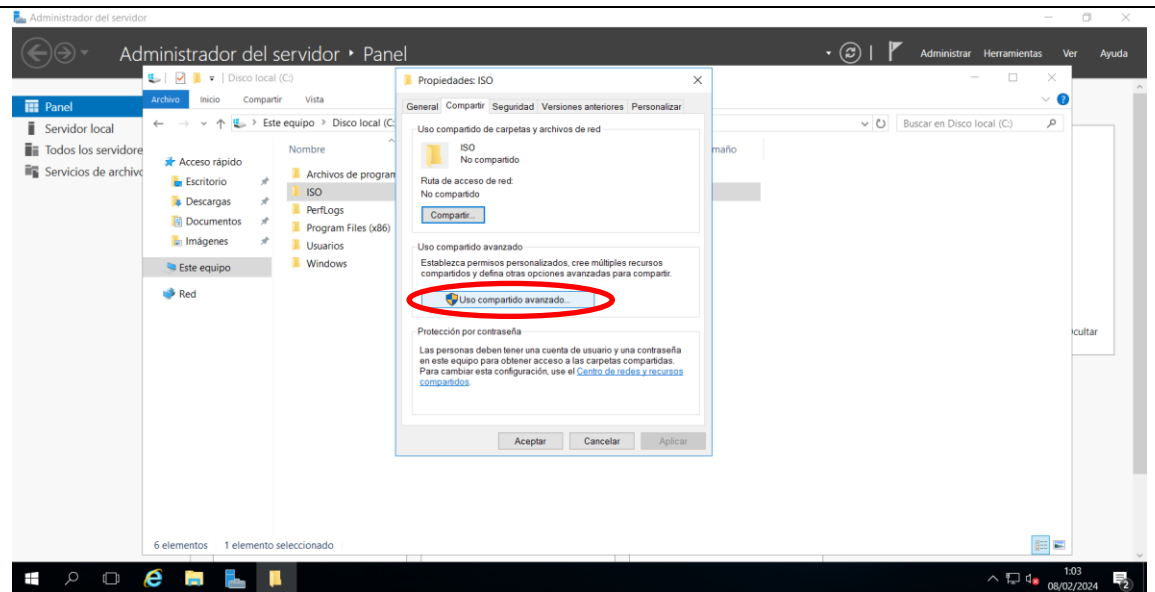 Administrador del servidor
Administrador del servidor ‣ Panel
Administrar Herramientas Ver Ayuda
Panel
Servidor local
Todos los servidore
Servicios de archivo
Disco local (C:)
Archivo Inicio Compartir Vista
Este equipo > Disco local (C:
Buscar en Disco local (C:)
Acceso rápido
Escritorio
Descargas
Documentos
Imágenes
Este equipo
Red
Nombre
maño
Archivos de program
ISO
PerfLogs
Program Files (x86)
Usuarios
Windows
Propiedades: ISO
General Compartir Seguridad Versiones anteriores Personalizar
Uso compartido de carpetas y archivos de red
ISO
No compartido
Ruta de acceso de red:
No compartido
Compartir...
Uso compartido avanzado
Establezca permisos personalizados, cree múltiples recursos
compartidos y defina otras opciones avanzadas para compartir.
Uso compartido avanzado...
Protección por contraseña
Las personas deben tener una cuenta de usuario y una contraseña
en este equipo para obtener acceso a las carpetas compartidas.
Para cambiar esta configuración, use el Centro de redes y recursos
compartidos.
Aceptar Cancelar Aplicar
cultar
6 elementos 1 elemento seleccionado
1:03
08/02/2024
2